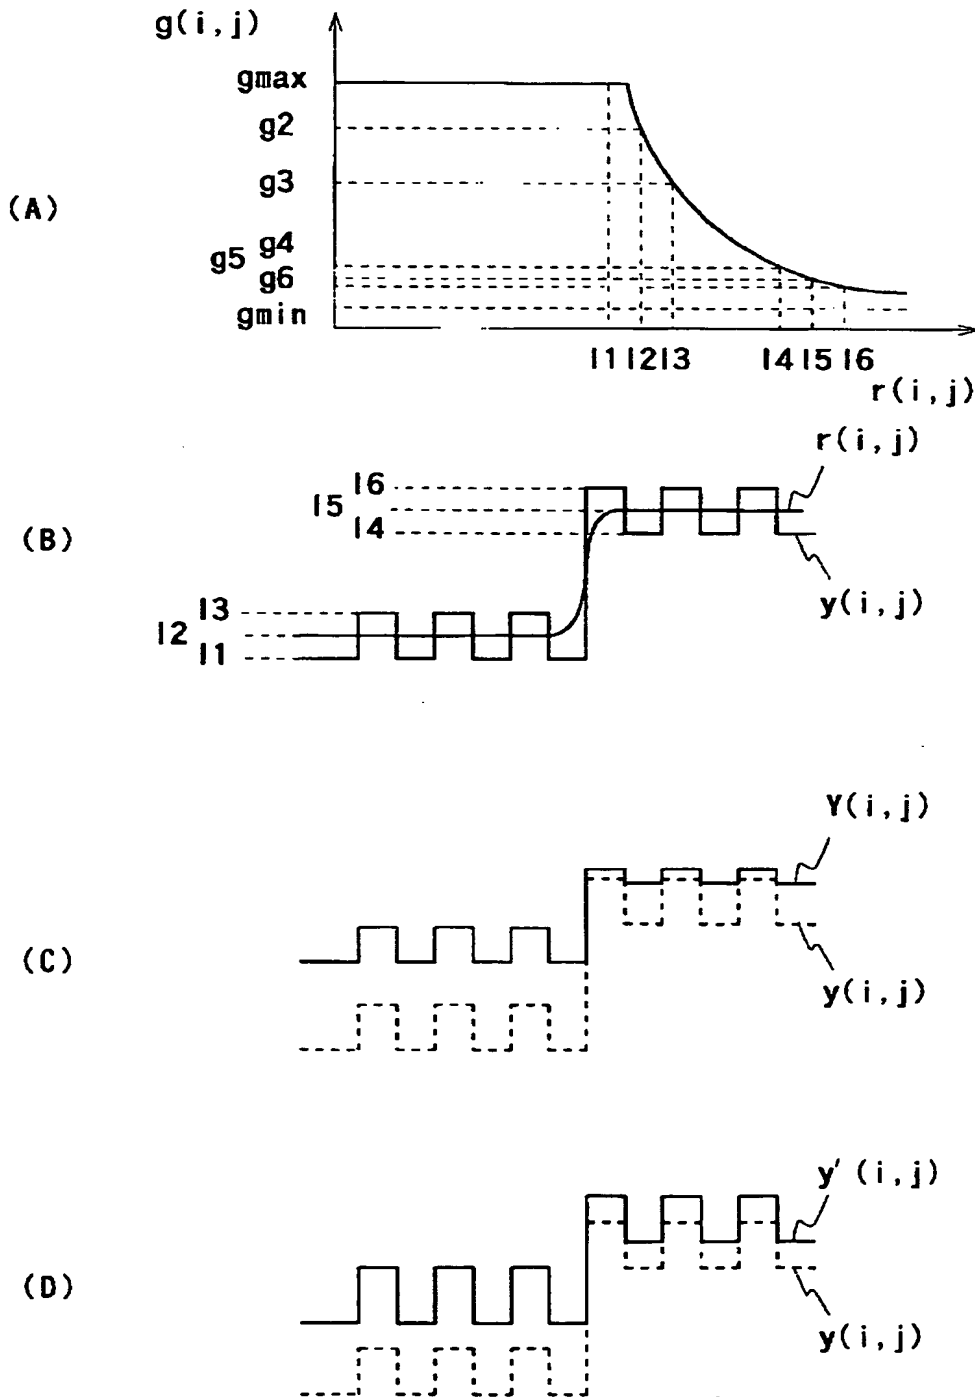 g(i,j)
gmax
g2
g3
(A)
g4
g5
g6
gmin
l1 l2 l3 l4 l5 l6
r(i,j)
r(i,j)
l6
l5
l4
(B)
y(i,j)
l3
l2
l1
Y(i,j)
(C)
y(i,j)
y'(i,j)
(D)
y(i,j)